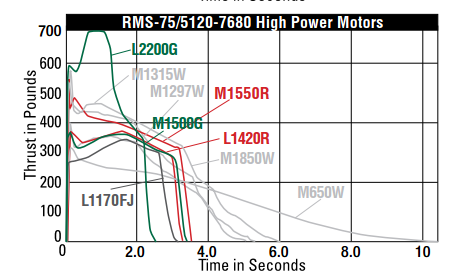 RMS-75/5120-7680 High Power Motors
Thrust in Pounds
700
600
500
400
300
200
100
0
L2200G
M1315W
M1297W
M1550R
M1500G
L1420R
M1850W
L1170FJ
M650W
0
2.0
4.0
6.0
8.0
10
Time in Seconds